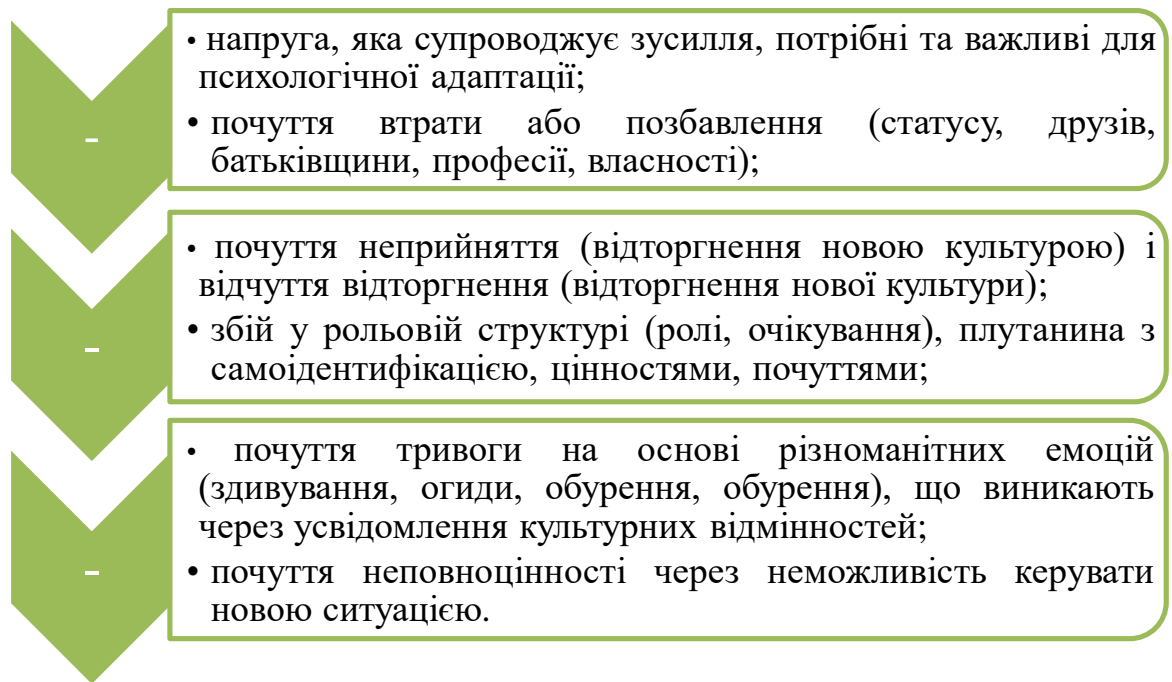 -
• напруга, яка супроводжує зусилля, потрібні та важливі для
психологічної адаптації;
• почуття втрати або позбавлення (статусу, друзів,
батьківщини, професії, власності);
-
• почуття неприйняття (відторгнення новою культурою) і
відчуття відторгнення (відторгнення нової культури);
• збій у рольовій структурі (ролі, очікування), плутанина з
самоідентифікацією, цінностями, почуттями;
-
• почуття тривоги на основі різноманітних емоцій
(здивування, огиди, обурення, обурення), що виникають
через усвідомлення культурних відмінностей;
• почуття неповноцінності через неможливість керувати
новою ситуацією.